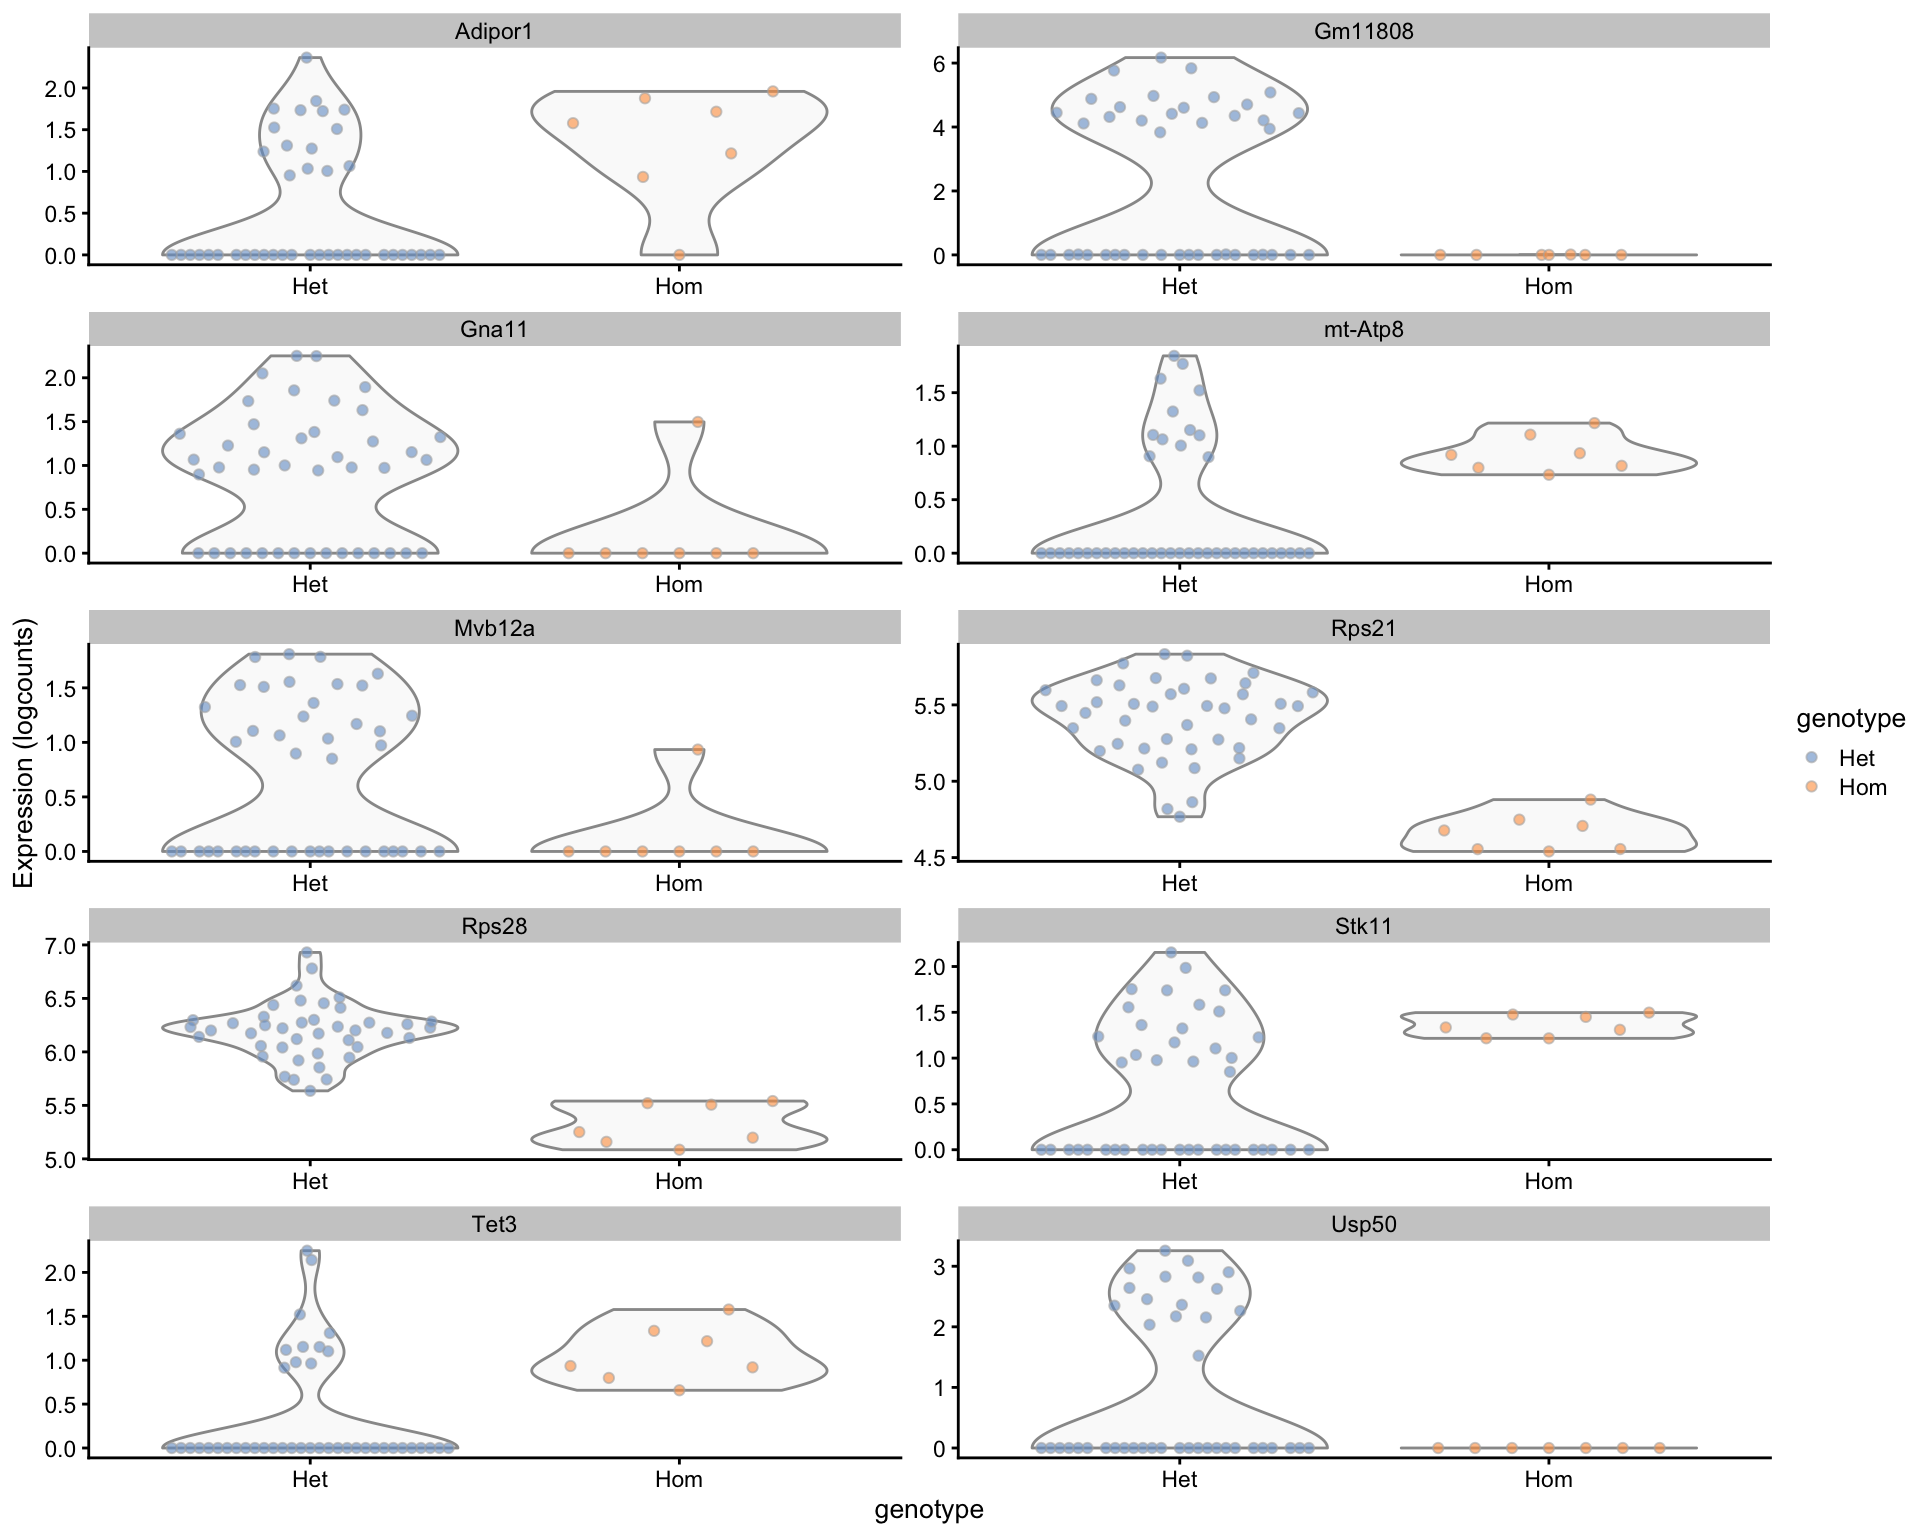 Adipor1
2.0
1.5
1.0
0.5
0.0
Het Hom
Gm11808
6
4
2
0
Het Hom
Gna11
2.0
1.5
1.0
0.5
0.0
Het Hom
mt-Atp8
1.5
1.0
0.5
0.0
Het Hom
Mvb12a
1.5
1.0
0.5
0.0
Het Hom
Rps21
5.5
5.0
4.5
Het Hom
Rps28
7.0
6.5
6.0
5.5
5.0
Het Hom
Stk11
2.0
1.5
1.0
0.5
0.0
Het Hom
Tet3
2.0
1.5
1.0
0.5
0.0
Het Hom
Usp50
3
2
1
0
Het Hom
Expression (logcounts)
genotype
genotype
Het
Hom